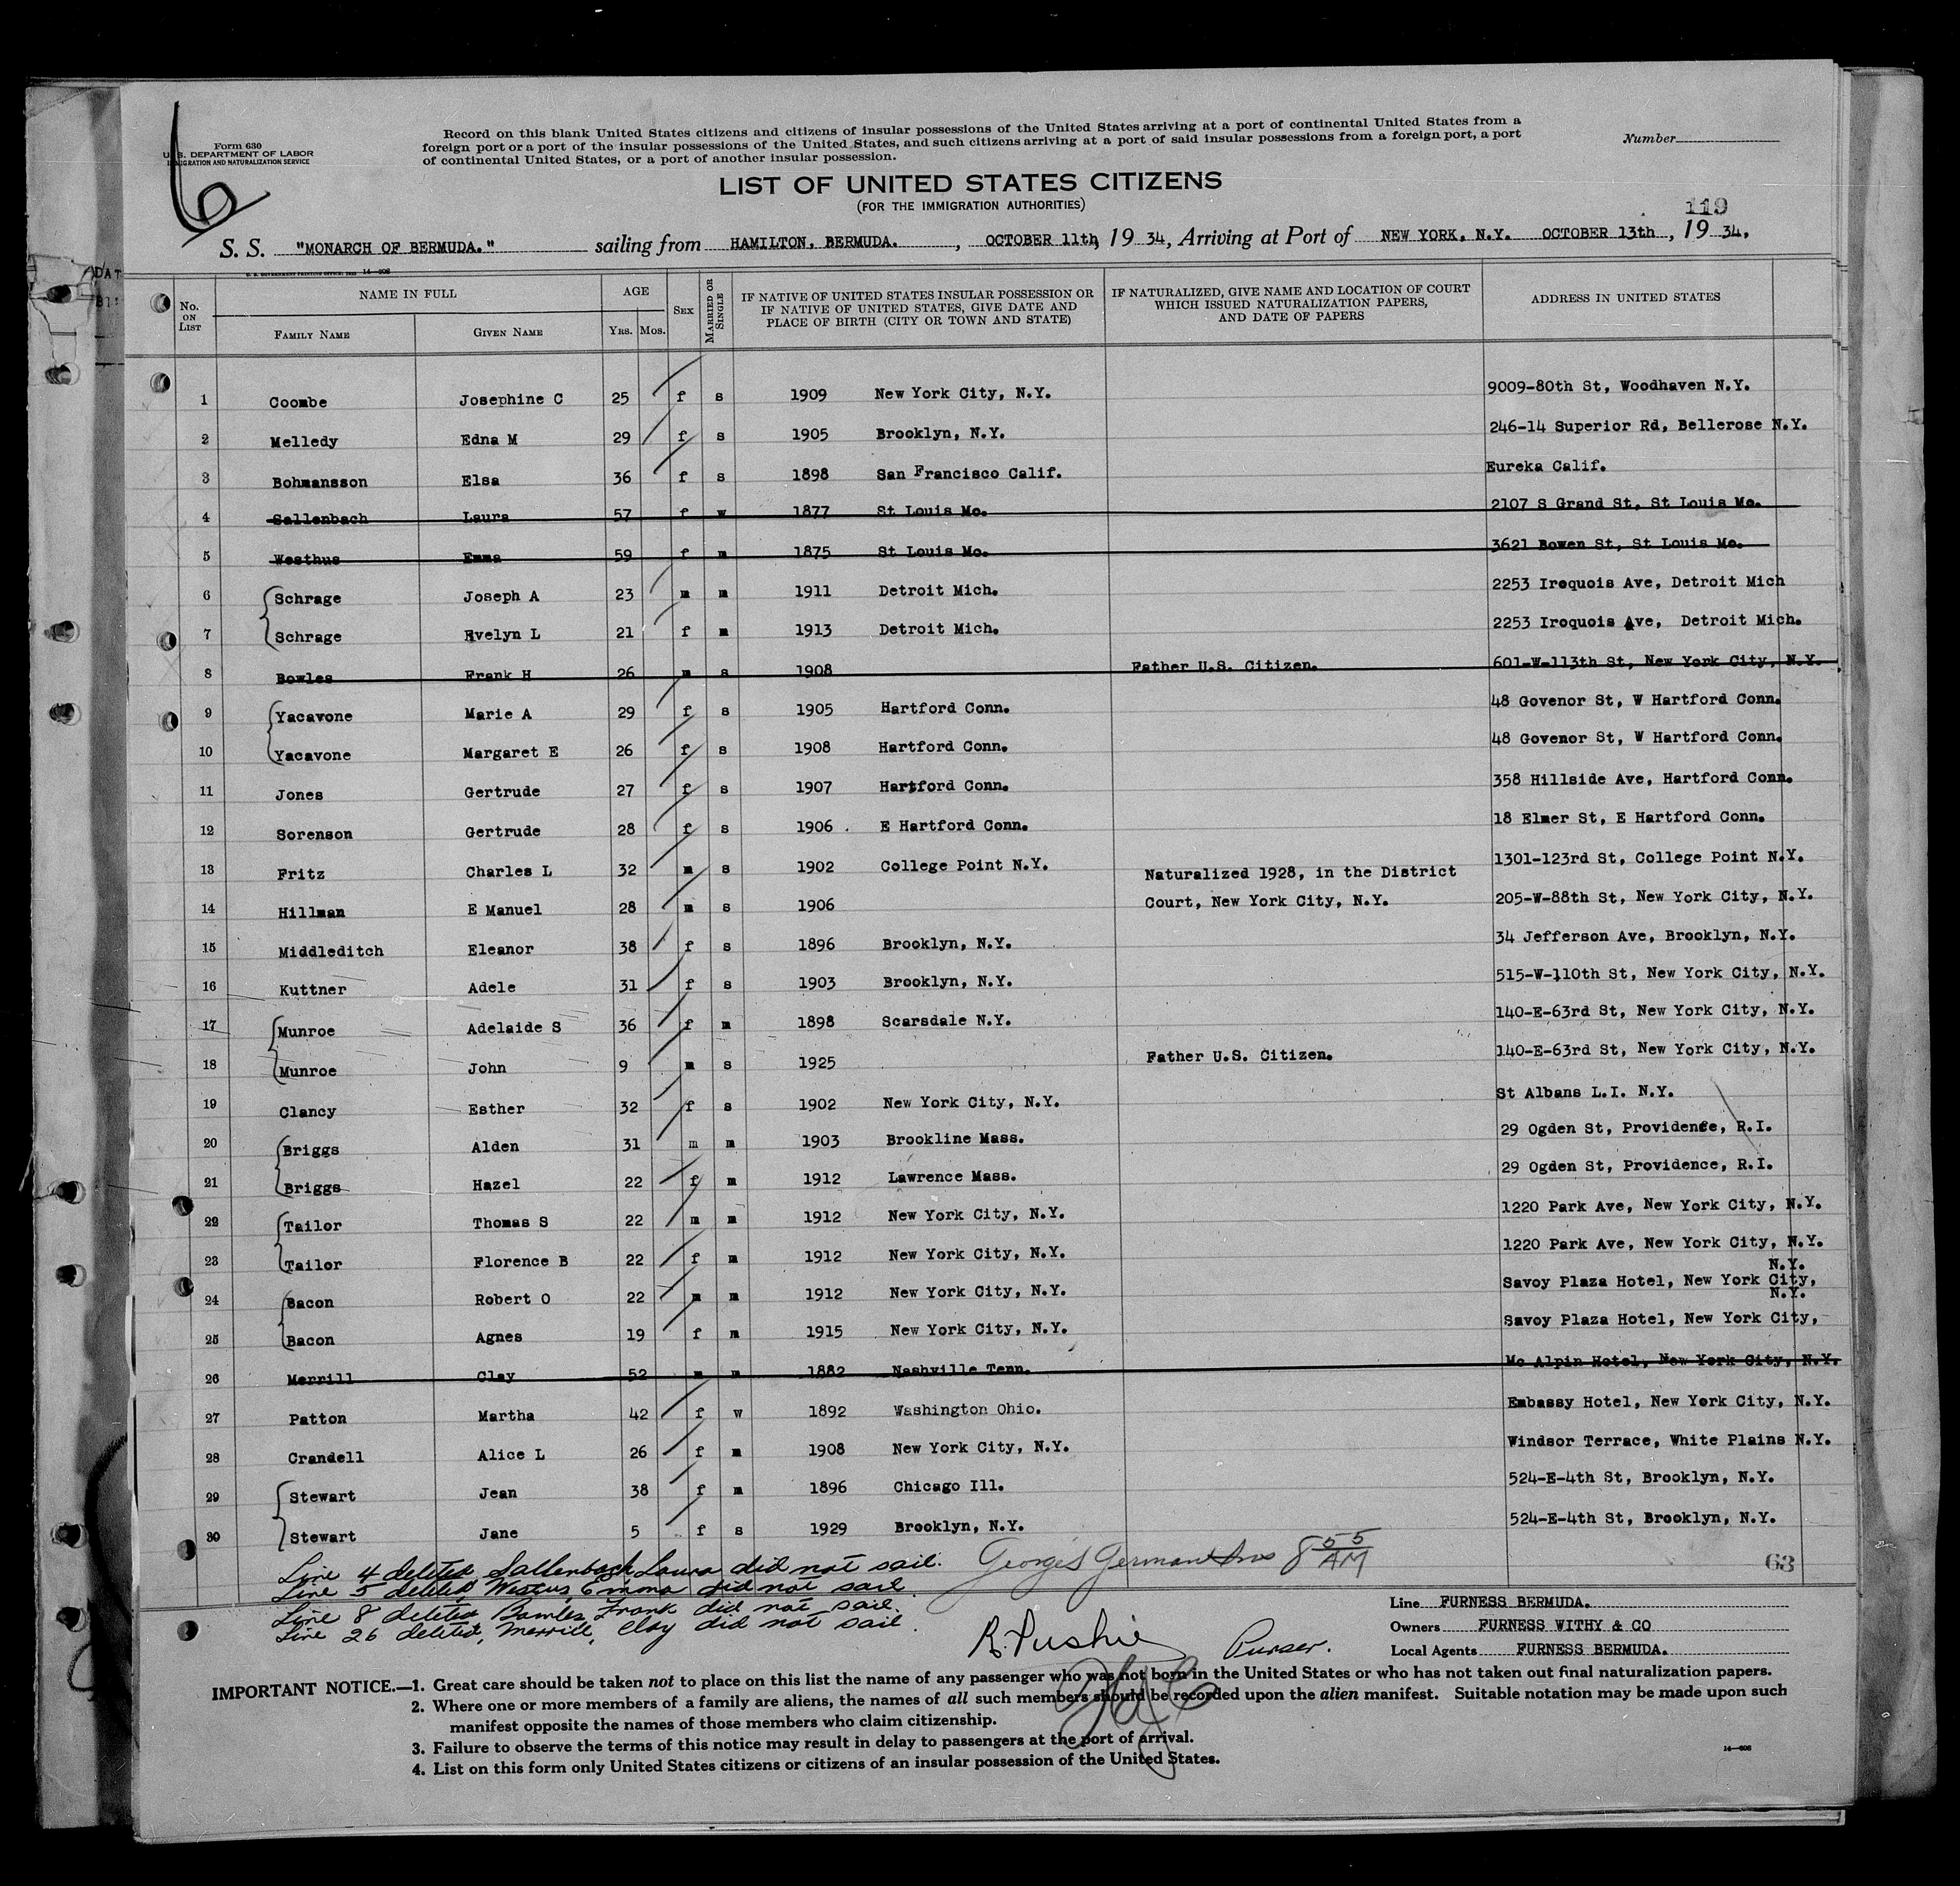 Form 630
U. S. DEPARTMENT OF LABOR
IMMIGRATION AND NATURALIZATION SERVICE
6
Record on this blank United States citizens and citizens of insular possessions of the United States arriving at a port of continental United States from a
foreign port or a port of the insular possessions of the United States, and such citizens arriving at a port of said insular possessions from a foreign port, a port
of continental United States, or a port of another insular possession.
Number
LIST OF UNITED STATES CITIZENS
(FOR THE IMMIGRATION AUTHORITIES)
119
S. S. "MONARCH OF BERMUDA." sailing from HAMILTON, BERMUDA. , OCTOBER 11th, 19 34, Arriving at Port of NEW YORK, N.Y. OCTOBER 13th , 19 34.
No. ON LIST NAME IN FULL FAMILY NAME GIVEN NAME AGE YRS. MOS. SEX MARRIED OR SINGLE IF NATIVE OF UNITED STATES INSULAR POSSESSION OR IF NATIVE OF UNITED STATES, GIVE DATE AND PLACE OF BIRTH (CITY OR TOWN AND STATE) IF NATURALIZED, GIVE NAME AND LOCATION OF COURT WHICH ISSUED NATURALIZATION PAPERS, AND DATE OF PAPERS ADDRESS IN UNITED STATES
1 Coombe Josephine C 25 f s 1909 New York City, N.Y. 9009-80th St, Woodhaven N.Y.
2 Melledy Edna M 29 f s 1905 Brooklyn, N.Y. 246-14 Superior Rd, Bellerose N.Y.
3 Bohmansson Elsa 36 f s 1898 San Francisco Calif. Eureka Calif.
4 Sallenbach Laura 57 f w 1877 St Louis Mo. 2107 S Grand St, St Louis Mo.
5 Westhus Emma 59 f m 1875 St Louis Mo. 3621 Bowen St, St Louis Mo.
6 Schrage Joseph A 23 m m 1911 Detroit Mich. 2253 Iroquois Ave, Detroit Mich
7 Schrage Evelyn L 21 f m 1913 Detroit Mich. 2253 Iroquois Ave, Detroit Mich.
8 Bowles Frank H 26 m s 1908 Father U.S. Citizen. 601-W-113th St, New York City, N.Y.
9 Yacavone Marie A 29 f s 1905 Hartford Conn. 48 Govenor St, W Hartford Conn.
10 Yacavone Margaret E 26 f s 1908 Hartford Conn. 48 Govenor St, W Hartford Conn.
11 Jones Gertrude 27 f s 1907 Hartford Conn. 358 Hillside Ave, Hartford Conn.
12 Sorenson Gertrude 28 f s 1906 . E Hartford Conn. 18 Elmer St, E Hartford Conn.
13 Fritz Charles L 32 m s 1902 College Point N.Y. 1301-123rd St, College Point N.Y.
Naturalized 1928, in the District
14 Hillman E Manuel 28 m s 1906 Court, New York City, N.Y. 205-W-88th St, New York City, N.Y.
15 Middleditch Eleanor 38 f s 1896 Brooklyn, N.Y. 34 Jefferson Ave, Brooklyn, N.Y.
16 Kuttner Adele 31 f s 1903 Brooklyn, N.Y. 515-W-110th St, New York City, N.Y.
17 Munroe Adelaide S 36 f m 1898 Scarsdale N.Y. 140-E-63rd St, New York City, N.Y.
18 Munroe John 9 m s 1925 Father U.S. Citizen. 140-E-63rd St, New York City, N.Y.
19 Clancy Esther 32 f s 1902 New York City, N.Y. St Albans L.I. N.Y.
20 Briggs Alden 31 m m 1903 Brookline Mass. 29 Ogden St, Providence, R.I.
21 Briggs Hazel 22 f m 1912 Lawrence Mass. 29 Ogden St, Providence, R.I.
22 Tailor Thomas S 22 m m 1912 New York City, N.Y. 1220 Park Ave, New York City, N.Y.
23 Tailor Florence B 22 f m 1912 New York City, N.Y. 1220 Park Ave, New York City, N.Y.
N.Y.
24 Bacon Robert O 22 m m 1912 New York City, N.Y. Savoy Plaza Hotel, New York City,
N.Y.
25 Bacon Agnes 19 f m 1915 New York City, N.Y. Savoy Plaza Hotel, New York City,
26 Merrill Clay 52 m m 1882 Nashville Tenn. Mc Alpin Hotel, New York City, N.Y.
27 Patton Martha 42 f w 1892 Washington Ohio. Embassy Hotel, New York City, N.Y.
28 Crandell Alice L 26 f m 1908 New York City, N.Y. Windsor Terrace, White Plains N.Y.
29 Stewart Jean 38 f m 1896 Chicago Ill. 524-E-4th St, Brooklyn, N.Y.
30 Stewart Jane 5 f s 1929 Brooklyn, N.Y. 524-E-4th St, Brooklyn, N.Y.
Line 4 deleted Sallenbach Laura did not sail.
Line 5 deleted, Westhus, Emma did not sail
Line 8 deleted Bowles, Frank did not sail.
Line 26 deleted, Merrill, Clay did not sail.
George German 8 55 AM
63
Purser.
Line FURNESS BERMUDA.
Owners FURNESS WITHY & CO
Local Agents FURNESS BERMUDA.
IMPORTANT NOTICE.—1. Great care should be taken not to place on this list the name of any passenger who was not born in the United States or who has not taken out final naturalization papers.
2. Where one or more members of a family are aliens, the names of all such members should be recorded upon the alien manifest. Suitable notation may be made upon such
manifest opposite the names of those members who claim citizenship.
3. Failure to observe the terms of this notice may result in delay to passengers at the port of arrival.
4. List on this form only United States citizens or citizens of an insular possession of the United States.